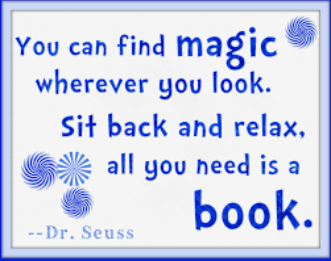 You can find magic
wherever you look.
Sit back and relax,
all you need is a
book.
--Dr. Seuss